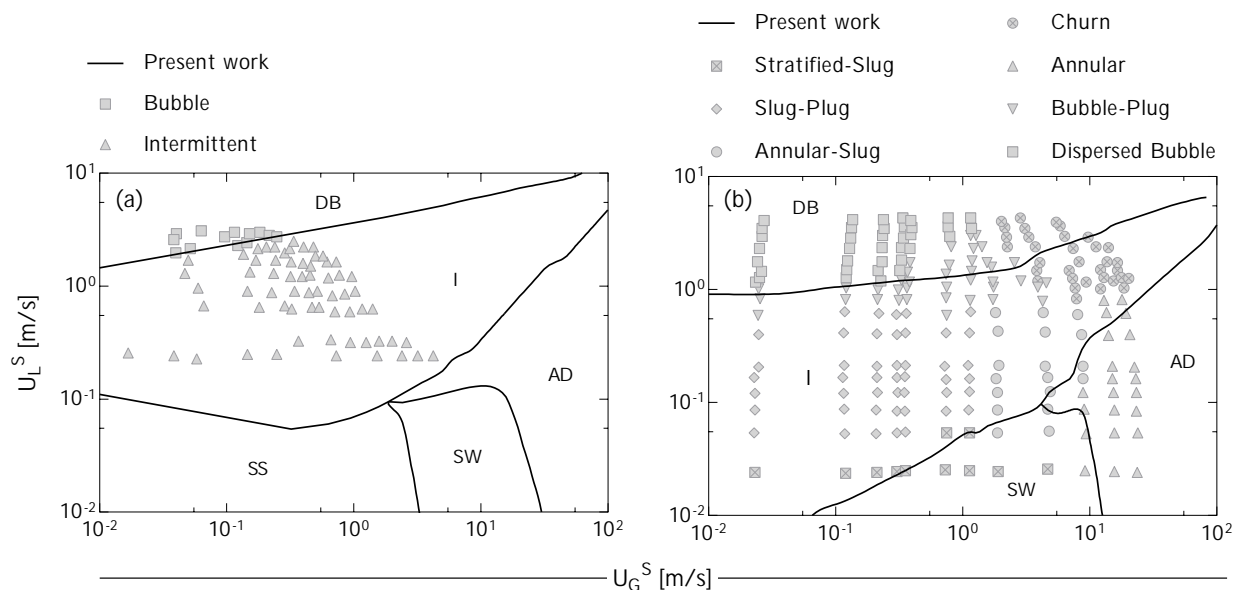 Present work
Bubble
Intermittent
Present work
Stratified-Slug
Slug-Plug
Annular-Slug
Churn
Annular
Bubble-Plug
Dispersed Bubble
(a)
DB
I
AD
SS
SW
10^1
10^0
10^-1
10^-2
10^-2
10^-1
10^0
10^1
10^2
U_L^S [m/s]
(b)
DB
I
AD
SW
10^1
10^0
10^-1
10^-2
10^-2
10^-1
10^0
10^1
10^2
U_G^S [m/s]